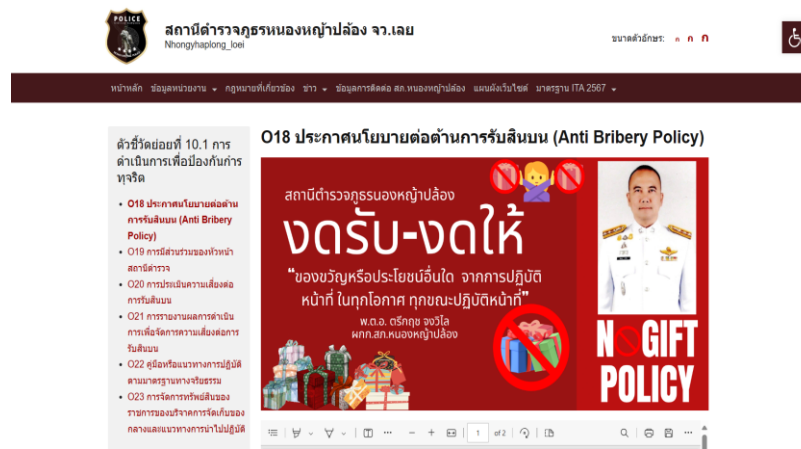 POLICE
สถานีตำรวจภูธรหนองหญ้าปล้อง จว.เลย
Nhongyhaplong_loei
ขนาดตัวอักษร: ก ก ก
หน้าหลัก ข้อมูลหน่วยงาน กฎหมายที่เกี่ยวข้อง ข่าว ข้อมูลการติดต่อ สภ.หนองหญ้าปล้อง แผนผังเว็บไซต์ มาตรฐาน ITA 2567
ตัวชี้วัดย่อยที่ 10.1 การ
ดำเนินการเพื่อป้องกันการ
ทุจริต
O18 ประกาศนโยบายต่อต้าน
การรับสินบน (Anti Bribery
Policy)
O19 การมีส่วนร่วมของหัวหน้า
สถานีตำรวจ
O20 การประเมินความเสี่ยงต่อ
การรับสินบน
O21 การรายงานผลการดำเนิน
การเพื่อจัดการความเสี่ยงต่อการ
รับสินบน
O22 คู่มือหรือแนวทางการปฏิบัติ
ตามมาตรฐานทางจริยธรรม
O23 การจัดการทรัพย์สินของ
ราชการของบริจาคการจัดเก็บของ
กลางและแนวทางการนำไปปฏิบัติ
O18 ประกาศนโยบายต่อต้านการรับสินบน (Anti Bribery Policy)
สถานีตำรวจภูธรหนองหญ้าปล้อง
งดรับ-งดให้
“ของขวัญหรือประโยชน์อื่นใด จากการปฏิบัติ
หน้าที่ ในทุกโอกาศ ทุกขณะปฏิบัติหน้าที่”
พ.ต.อ. ตรีกฤช จงวิไล
ผกก.สภ.หนองหญ้าปล้อง
NO GIFT
POLICY
1 of 2